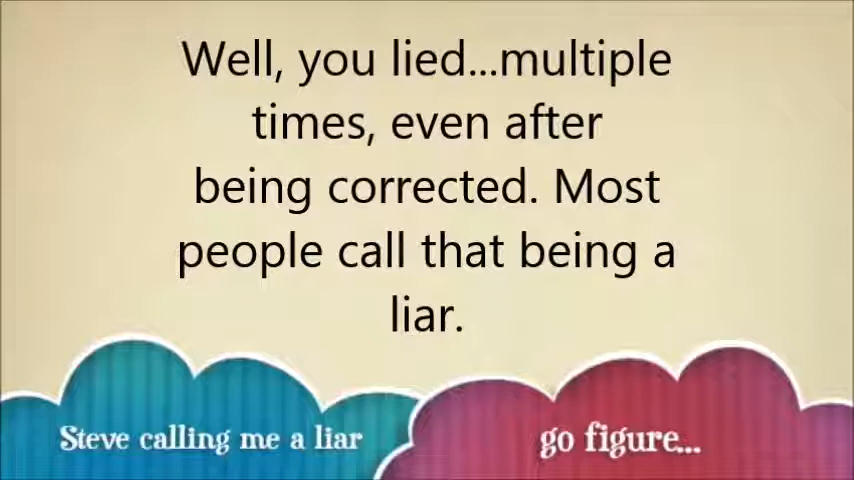 Well, you lied...multiple
times, even after
being corrected. Most
people call that being a
liar.
Steve calling me a liar
go figure...